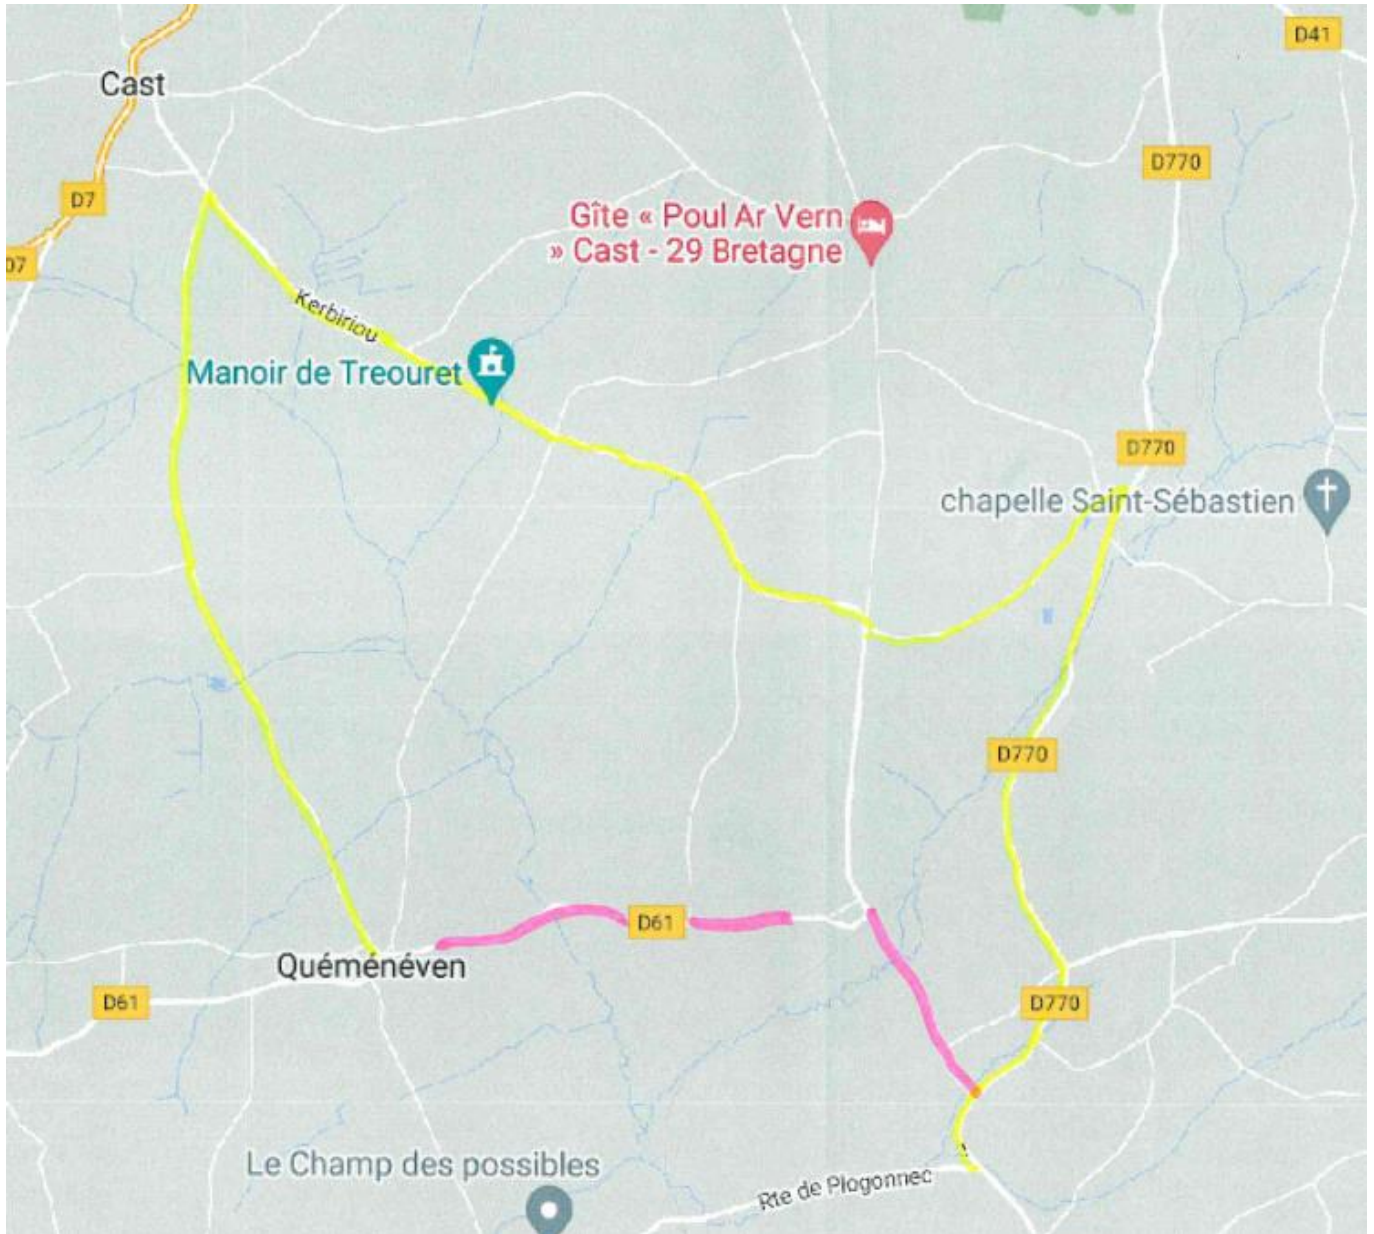 D41
Cast
D770
D7
Gîte « Poul Ar Vern
» Cast - 29 Bretagne
07
Kerbiriou
Manoir de Treouret
D770
chapelle Saint-Sébastien
D770
D61
Quéménéven
D61
D770
Le Champ des possibles
Rte de Plogonnec